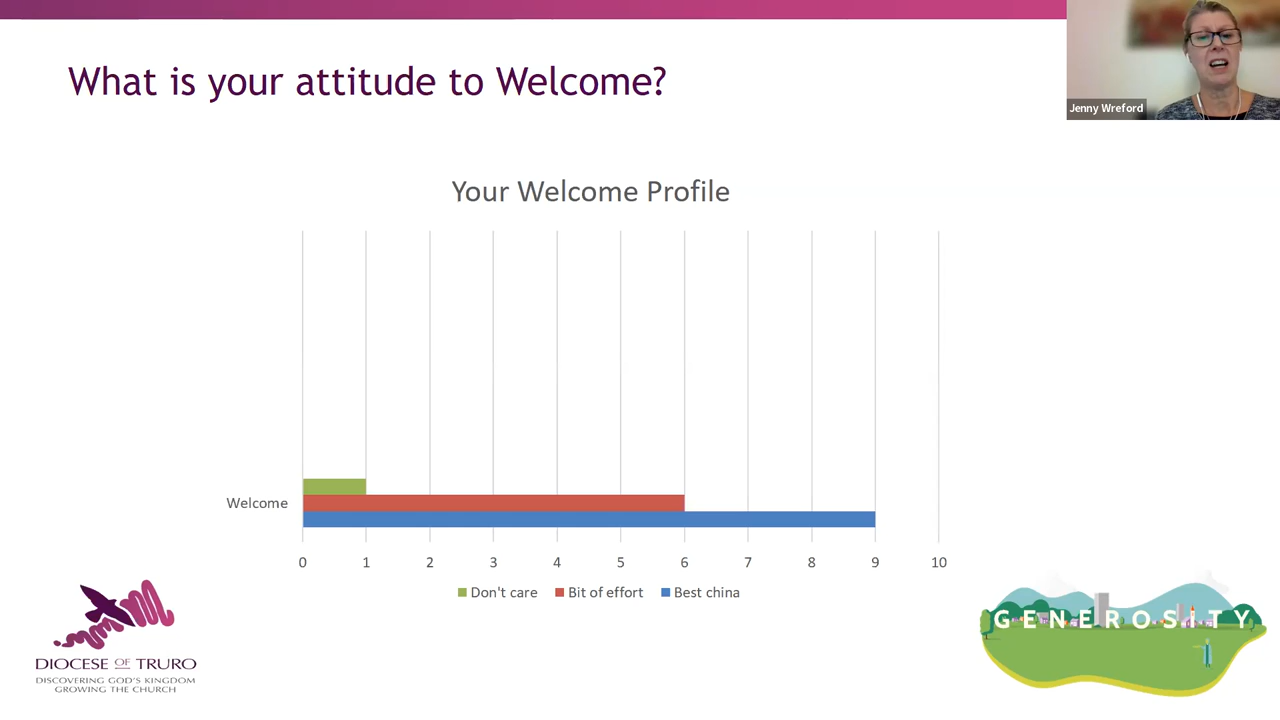 What is your attitude to Welcome?
Jenny Wreford
Your Welcome Profile
Welcome
0 1 2 3 4 5 6 7 8 9 10
Don't care Bit of effort Best china
DIOCESE OF TRURO
DISCOVERING GOD'S KINGDOM
GROWING THE CHURCH
GENEROSITY